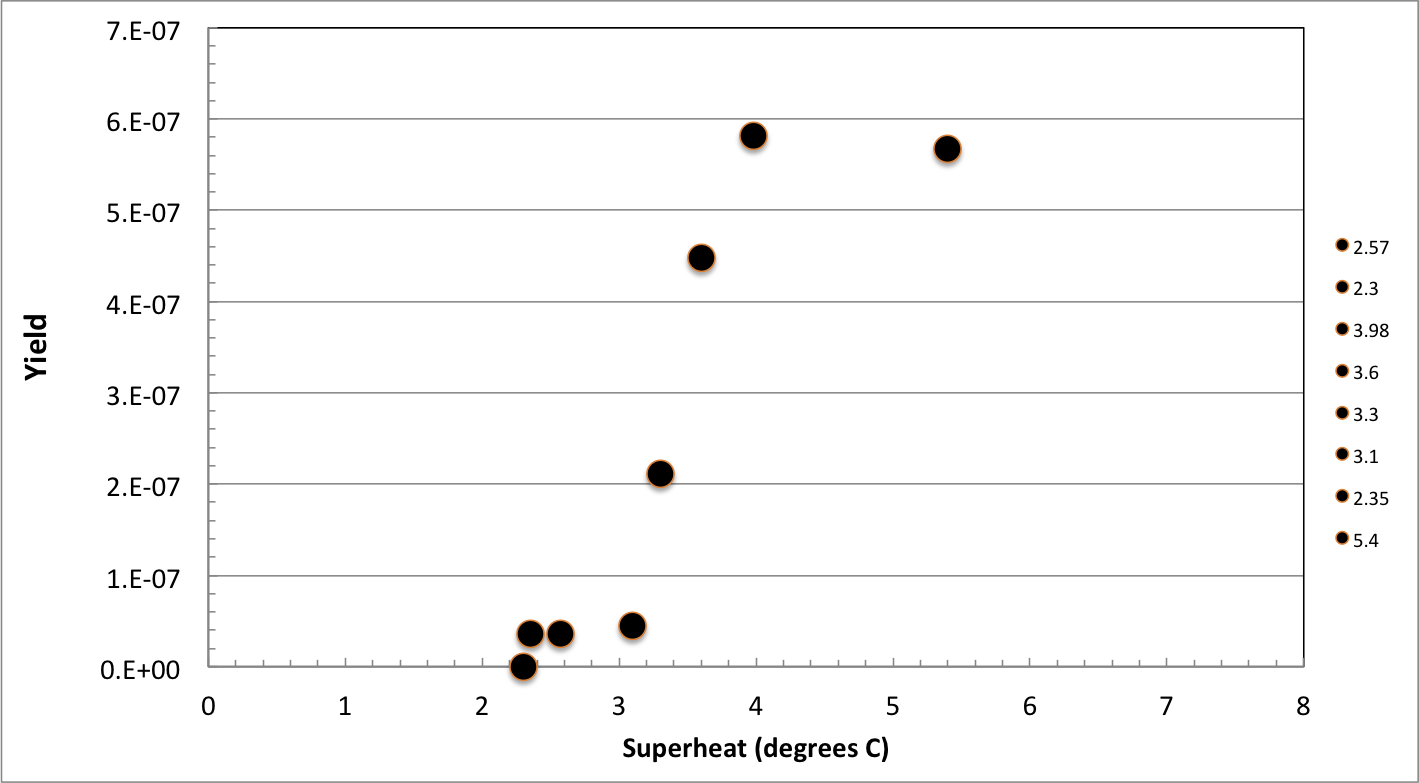 7.E-07
6.E-07
5.E-07
4.E-07
3.E-07
2.E-07
1.E-07
0.E+00
Yield
0 1 2 3 4 5 6 7 8
Superheat (degrees C)
2.57
2.3
3.98
3.6
3.3
3.1
2.35
5.4